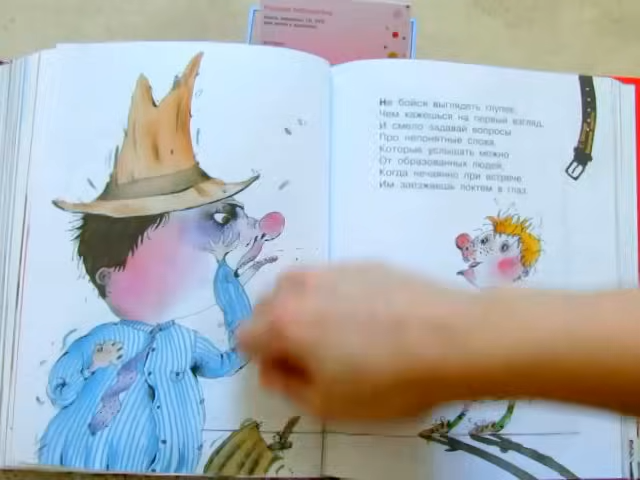 Не бойся выглядеть глупее,
Чем кажешься на первый взгляд,
И смело задавай вопросы
Про непонятные слова,
Которые услышать можно
От образованных людей,
Когда нечаянно при встрече
Им заезжаешь локтем в глаз.